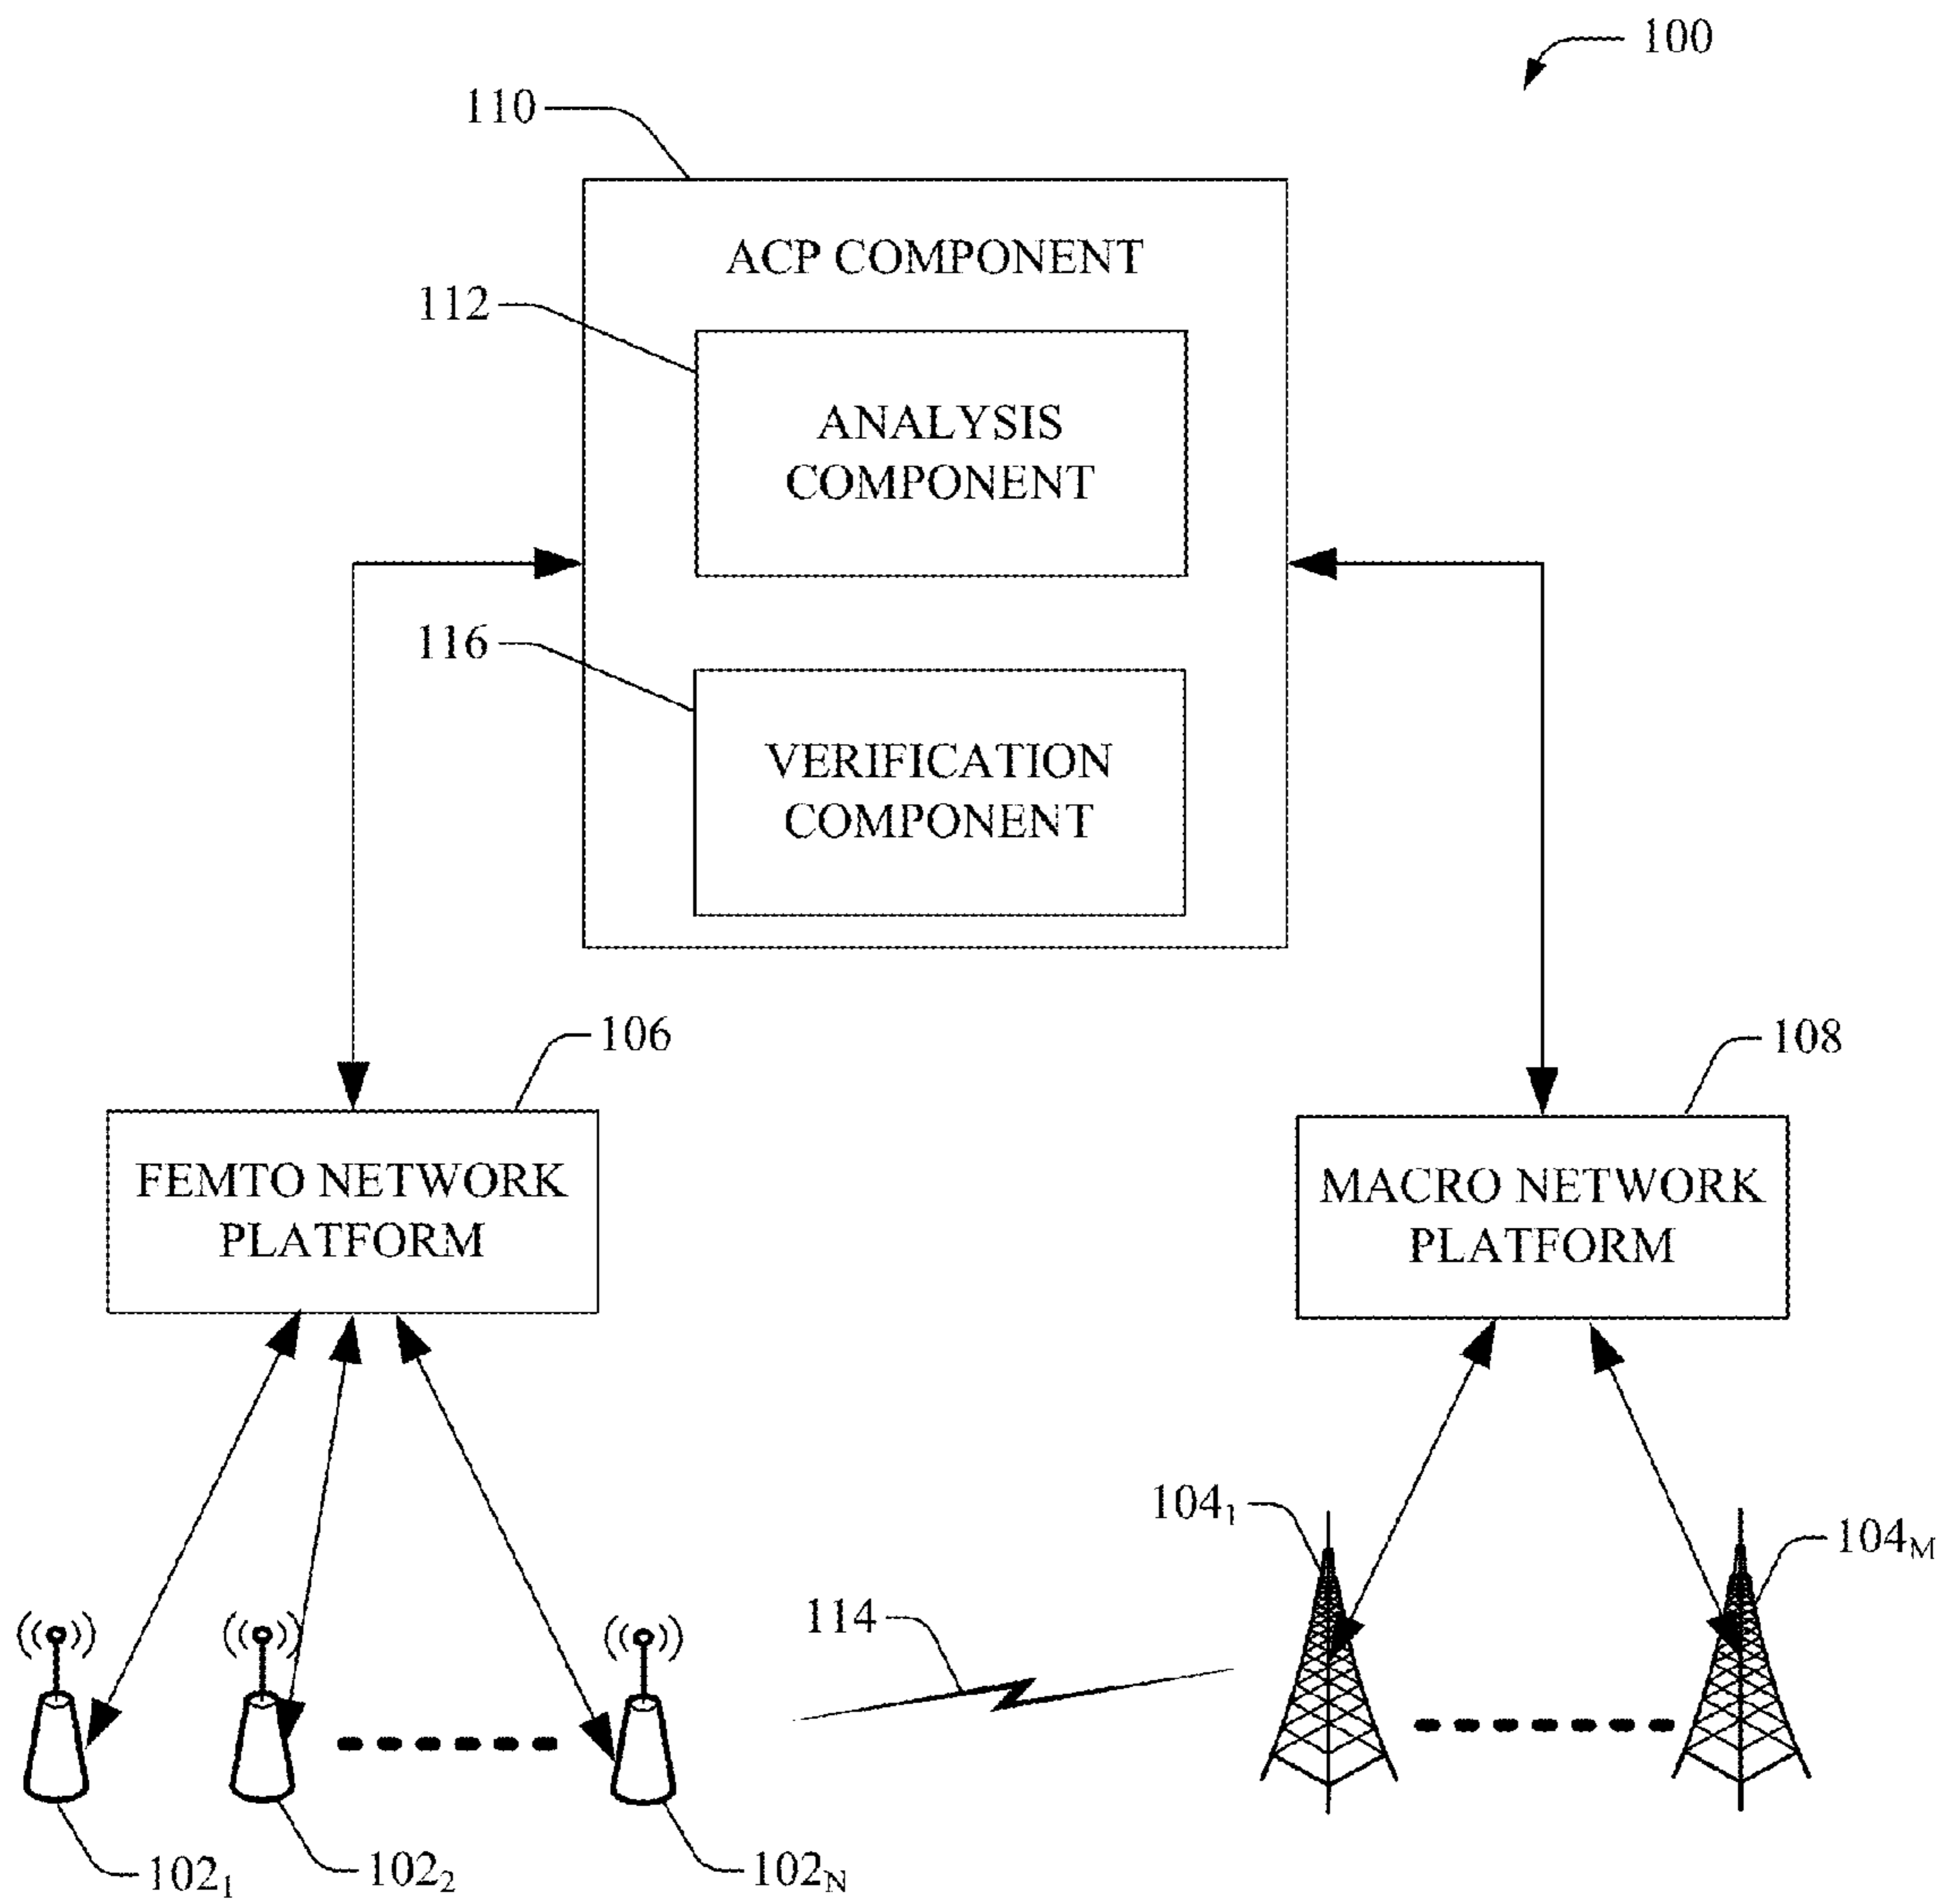 100
110
ACP COMPONENT
112
ANALYSIS
COMPONENT
116
VERIFICATION
COMPONENT
106
108
FEMTO NETWORK
PLATFORM
MACRO NETWORK
PLATFORM
104₁
104M
114
102₁
102₂
102N